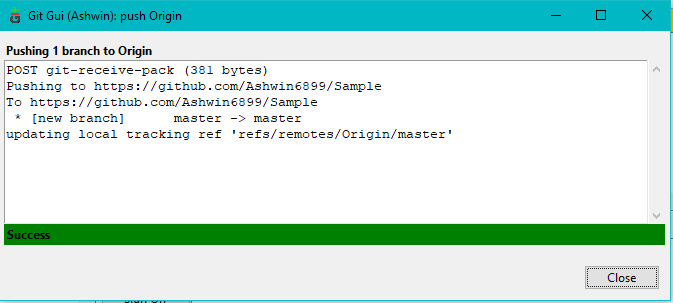 Git Gui (Ashwin): push Origin
Pushing 1 branch to Origin
POST git-receive-pack (381 bytes)
Pushing to https://github.com/Ashwin6899/Sample
To https://github.com/Ashwin6899/Sample
 * [new branch]      master -> master
updating local tracking ref 'refs/remotes/Origin/master'
Success
Close